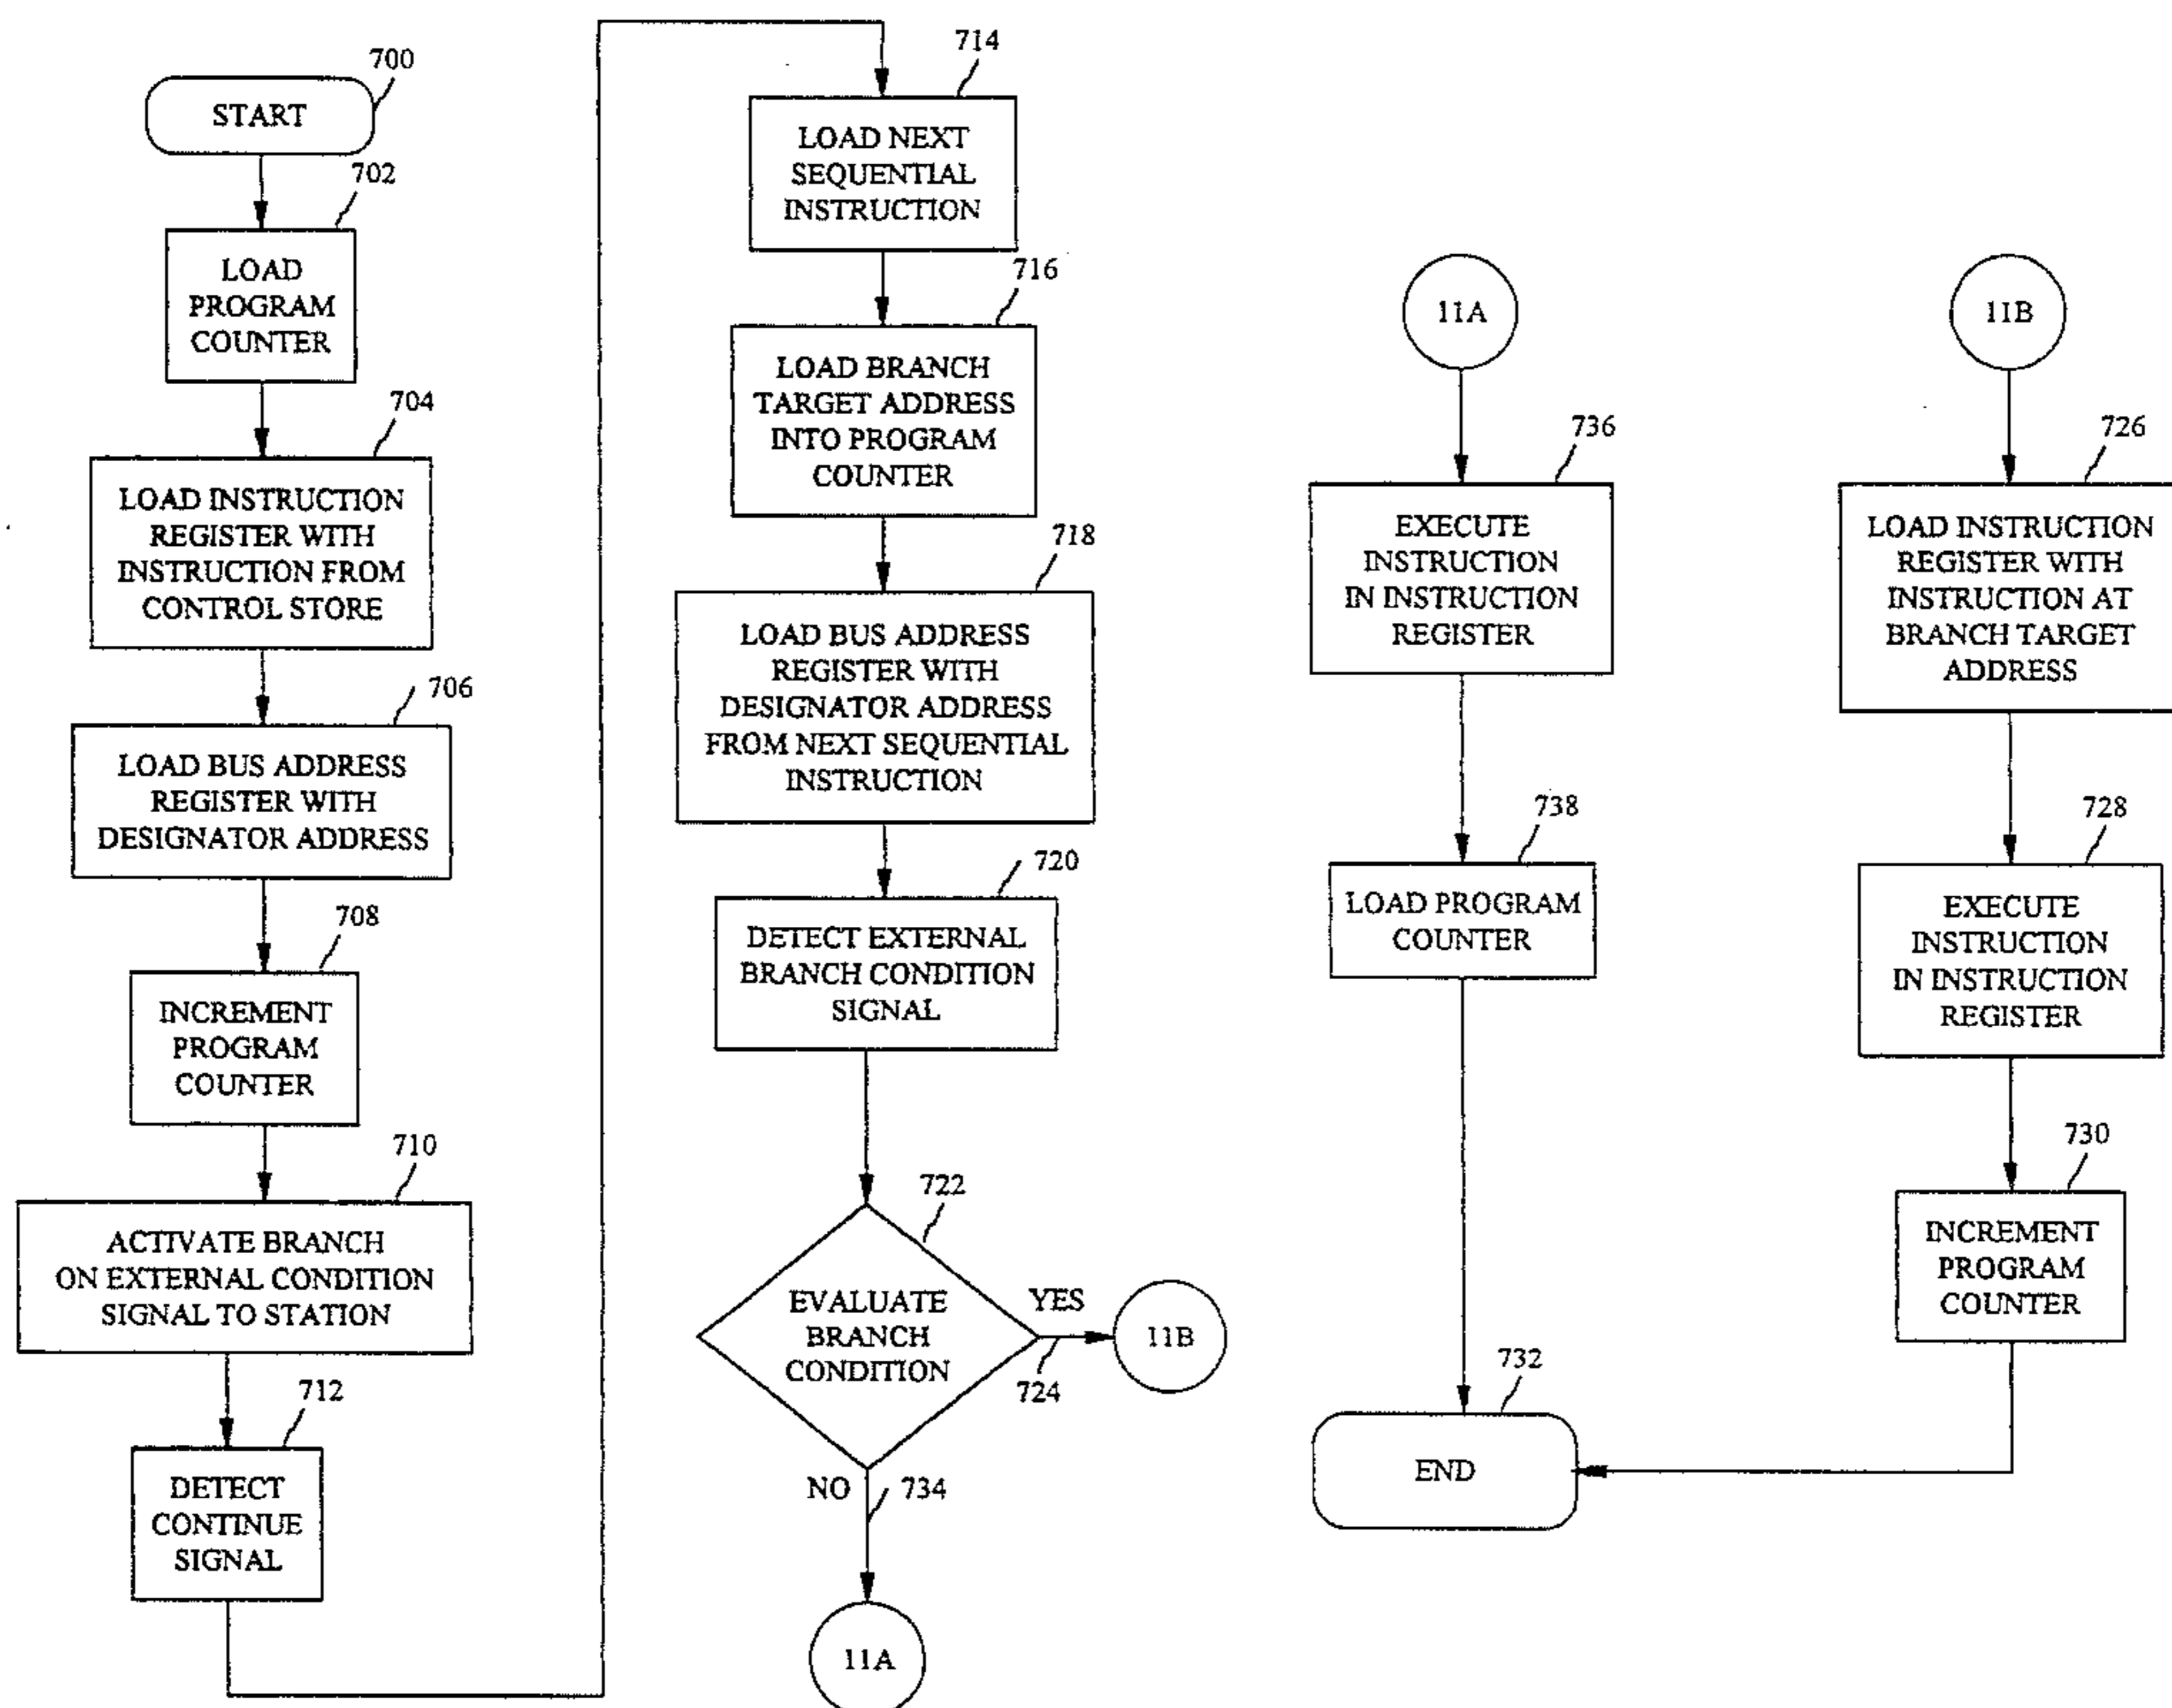 700
START
702
LOAD
PROGRAM
COUNTER
704
LOAD INSTRUCTION
REGISTER WITH
INSTRUCTION FROM
CONTROL STORE
706
LOAD BUS ADDRESS
REGISTER WITH
DESIGNATOR ADDRESS
708
INCREMENT
PROGRAM
COUNTER
710
ACTIVATE BRANCH
ON EXTERNAL CONDITION
SIGNAL TO STATION
712
DETECT
CONTINUE
SIGNAL
714
LOAD NEXT
SEQUENTIAL
INSTRUCTION
716
LOAD BRANCH
TARGET ADDRESS
INTO PROGRAM
COUNTER
718
LOAD BUS ADDRESS
REGISTER WITH
DESIGNATOR ADDRESS
FROM NEXT SEQUENTIAL
INSTRUCTION
720
DETECT EXTERNAL
BRANCH CONDITION
SIGNAL
722
EVALUATE
BRANCH
CONDITION
YES
724
11B
NO
734
11A
11A
736
EXECUTE
INSTRUCTION
IN INSTRUCTION
REGISTER
738
LOAD PROGRAM
COUNTER
732
END
11B
726
LOAD INSTRUCTION
REGISTER WITH
INSTRUCTION AT
BRANCH TARGET
ADDRESS
728
EXECUTE
INSTRUCTION
IN INSTRUCTION
REGISTER
730
INCREMENT
PROGRAM
COUNTER